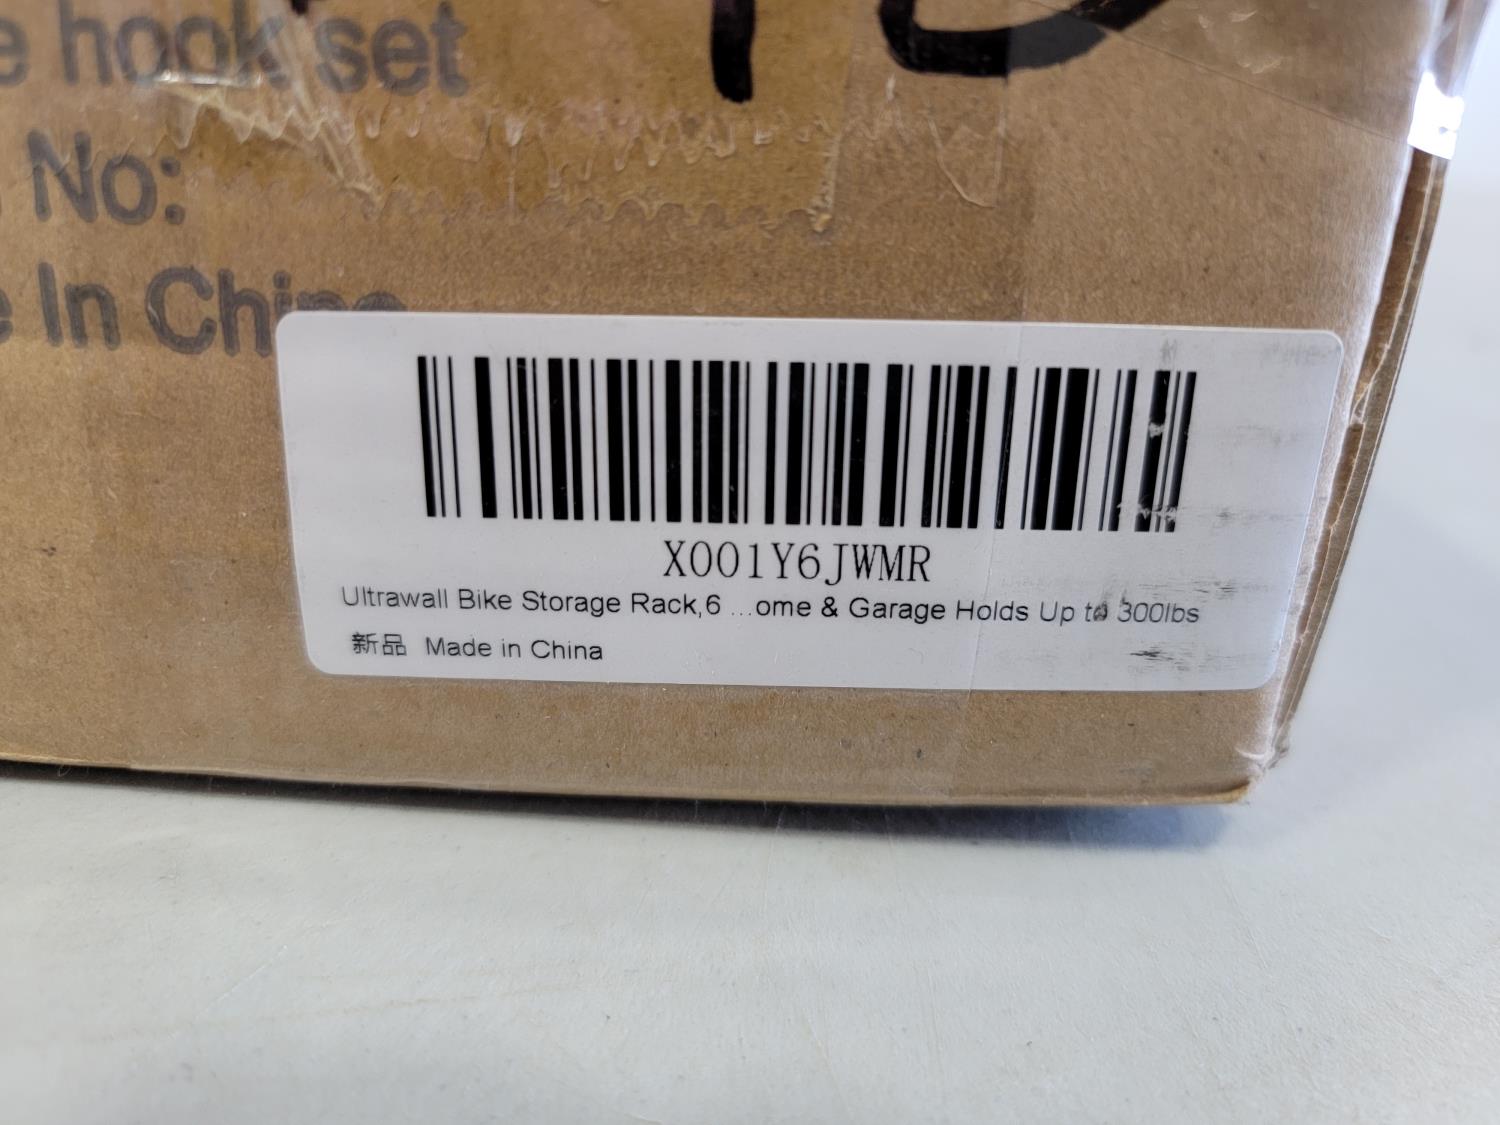 hook set
No:
In China
X001Y6JWMR
Ultrawall Bike Storage Rack,6 ...ome & Garage Holds Up to 300lbs
新品 Made in China